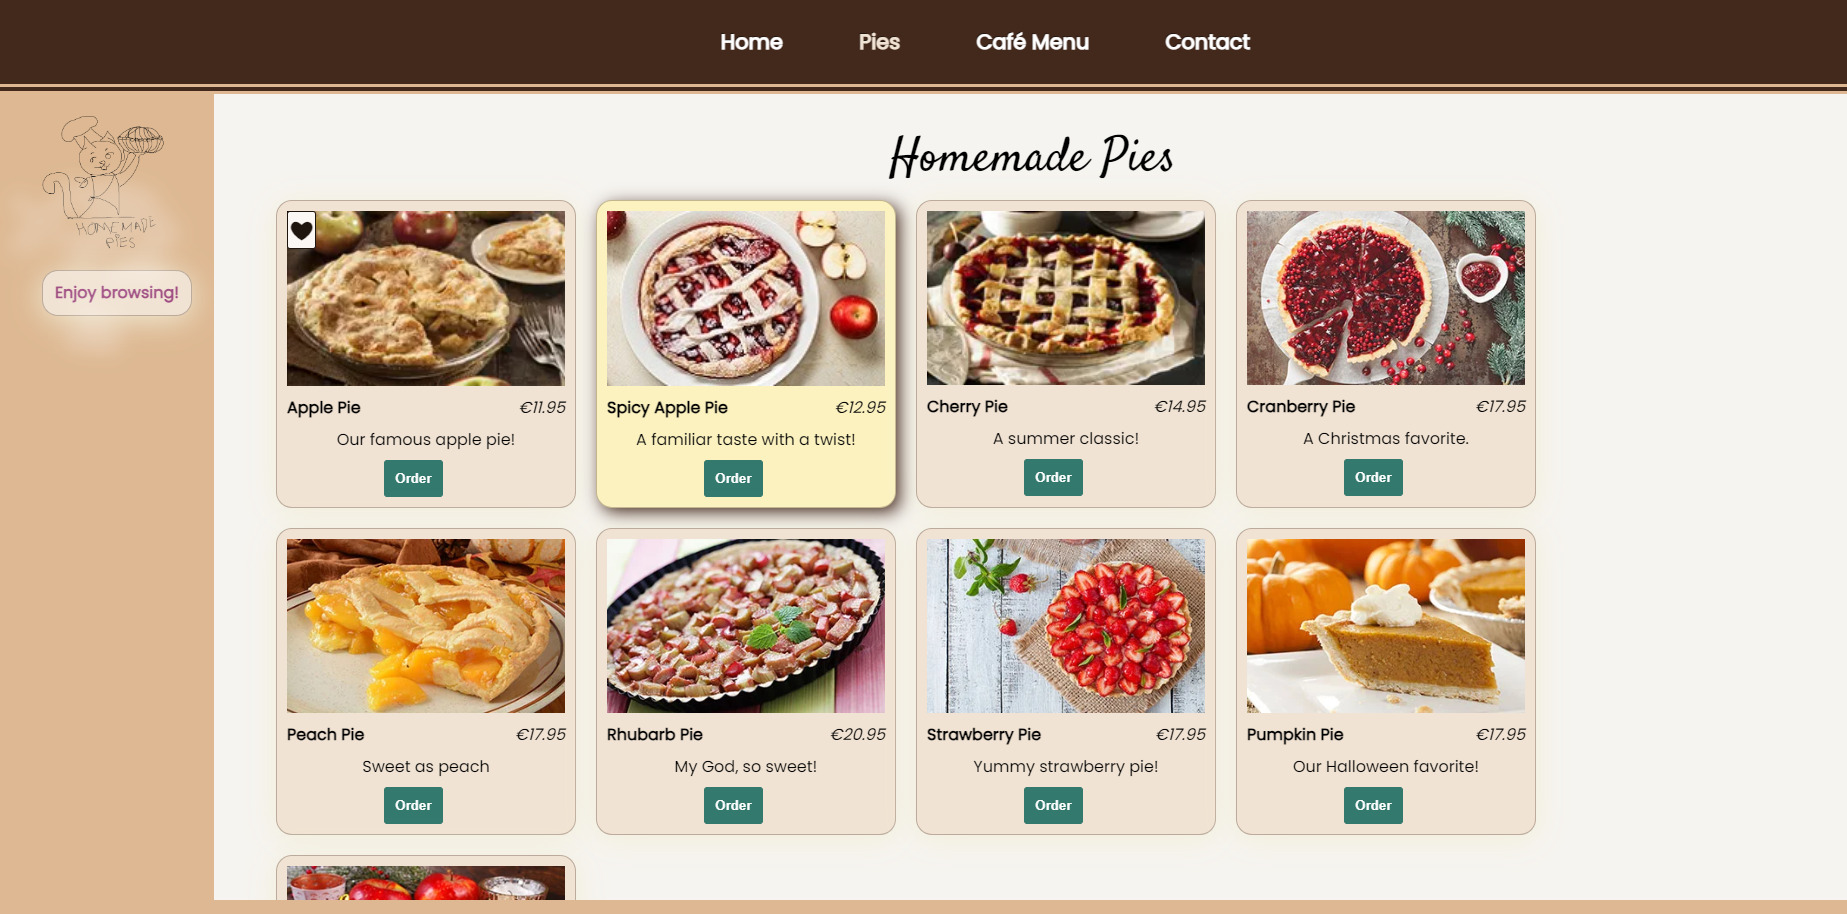 Home Pies Café Menu Contact
HOMEMADE
PIES
Enjoy browsing!
Homemade Pies
Apple Pie €11.95
Our famous apple pie!
Order
Spicy Apple Pie €12.95
A familiar taste with a twist!
Order
Cherry Pie €14.95
A summer classic!
Order
Cranberry Pie €17.95
A Christmas favorite.
Order
Peach Pie €17.95
Sweet as peach
Order
Rhubarb Pie €20.95
My God, so sweet!
Order
Strawberry Pie €17.95
Yummy strawberry pie!
Order
Pumpkin Pie €17.95
Our Halloween favorite!
Order